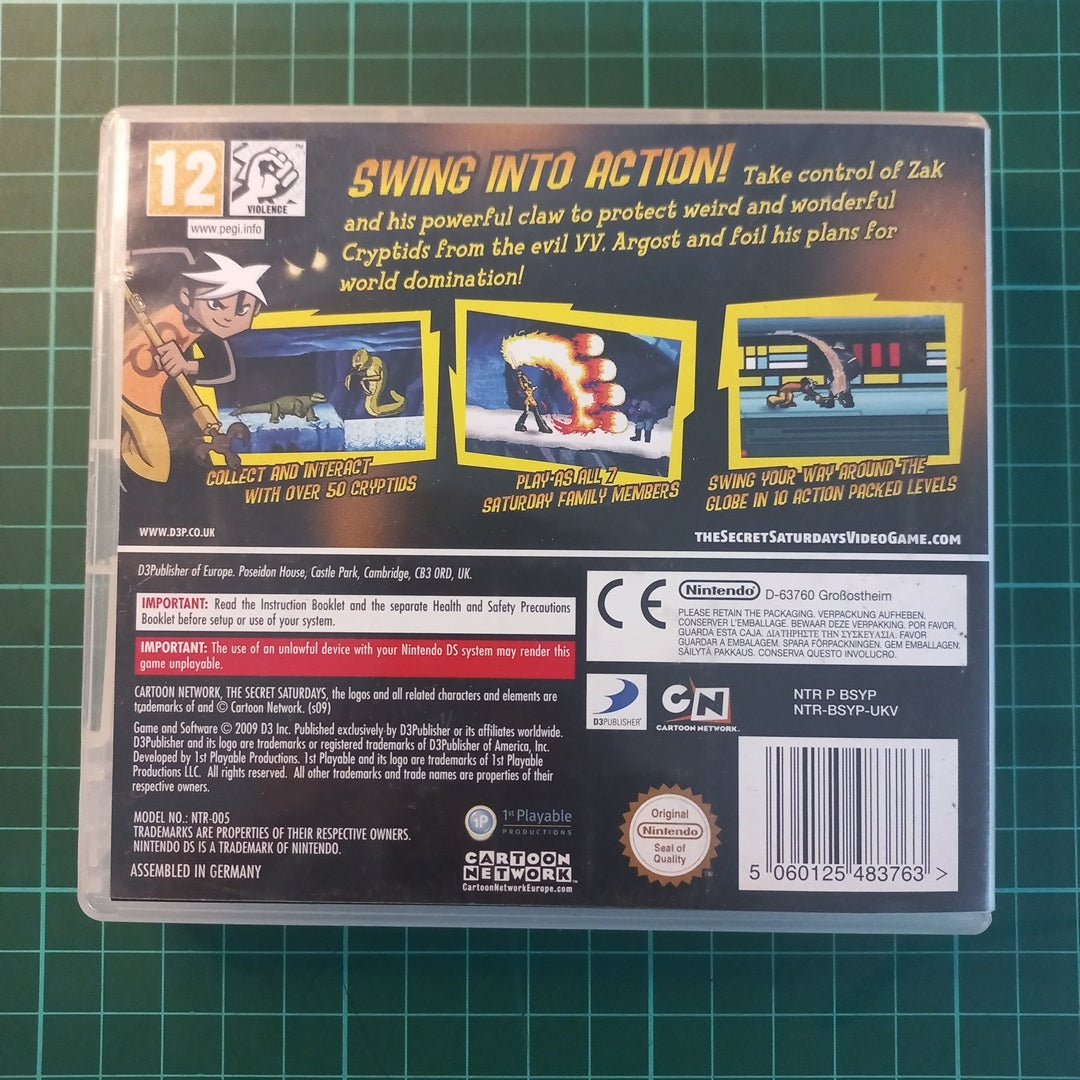 12
VIOLENCE
www.pegi.info
SWING INTO ACTION! Take control of Zak
and his powerful claw to protect weird and wonderful
Cryptids from the evil VV. Argost and foil his plans for
world domination!
COLLECT AND INTERACT
WITH OVER 50 CRYPTIDS
PLAY AS ALL 7
SATURDAY FAMILY MEMBERS
SWING YOUR WAY AROUND THE
GLOBE IN 10 ACTION PACKED LEVELS
WWW.D3P.CO.UK
THESECRETSATURDAYSVIDEOGAME.COM
D3Publisher of Europe. Poseidon House, Castle Park, Cambridge, CB3 0RD, UK.
IMPORTANT: Read the Instruction Booklet and the separate Health and Safety Precautions
Booklet before setup or use of your system.
IMPORTANT: The use of an unlawful device with your Nintendo DS system may render this
game unplayable.
CARTOON NETWORK, THE SECRET SATURDAYS, the logos and all related characters and elements are
trademarks of and © Cartoon Network. (s09)
Game and Software © 2009 D3 Inc. Published exclusively by D3Publisher or its affiliates worldwide.
D3Publisher and its logo are trademarks or registered trademarks of D3Publisher of America, Inc.
Developed by 1st Playable Productions. 1st Playable and its logo are trademarks of 1st Playable
Productions LLC. All rights reserved. All other trademarks and trade names are properties of their
respective owners.
MODEL NO.: NTR-005
TRADEMARKS ARE PROPERTIES OF THEIR RESPECTIVE OWNERS.
NINTENDO DS IS A TRADEMARK OF NINTENDO.
ASSEMBLED IN GERMANY
1P 1st Playable
PRODUCTIONS
CARTOON
NETWORK™
CartoonNetworkEurope.com
CE Nintendo® D-63760 Großostheim
PLEASE RETAIN THE PACKAGING. VERPACKUNG AUFHEBEN.
CONSERVER L'EMBALLAGE. BEWAAR DEZE VERPAKKING. POR FAVOR,
GUARDA ESTA CAJA. ΔΙΑΤΗΡΗΣΤΕ ΤΗΝ ΣΥΣΚΕΥΑΣΙΑ. FAVOR
GUARDAR A EMBALAGEM. SPARA FÖRPACKNINGEN. GEM EMBALLAGEN.
SÄILYTÄ PAKKAUS. CONSERVA QUESTO INVOLUCRO.
D3PUBLISHER
CN
CARTOON NETWORK.
NTR P BSYP
NTR-BSYP-UKV
Original
Nintendo
Seal of
Quality
5 060125 483763 >